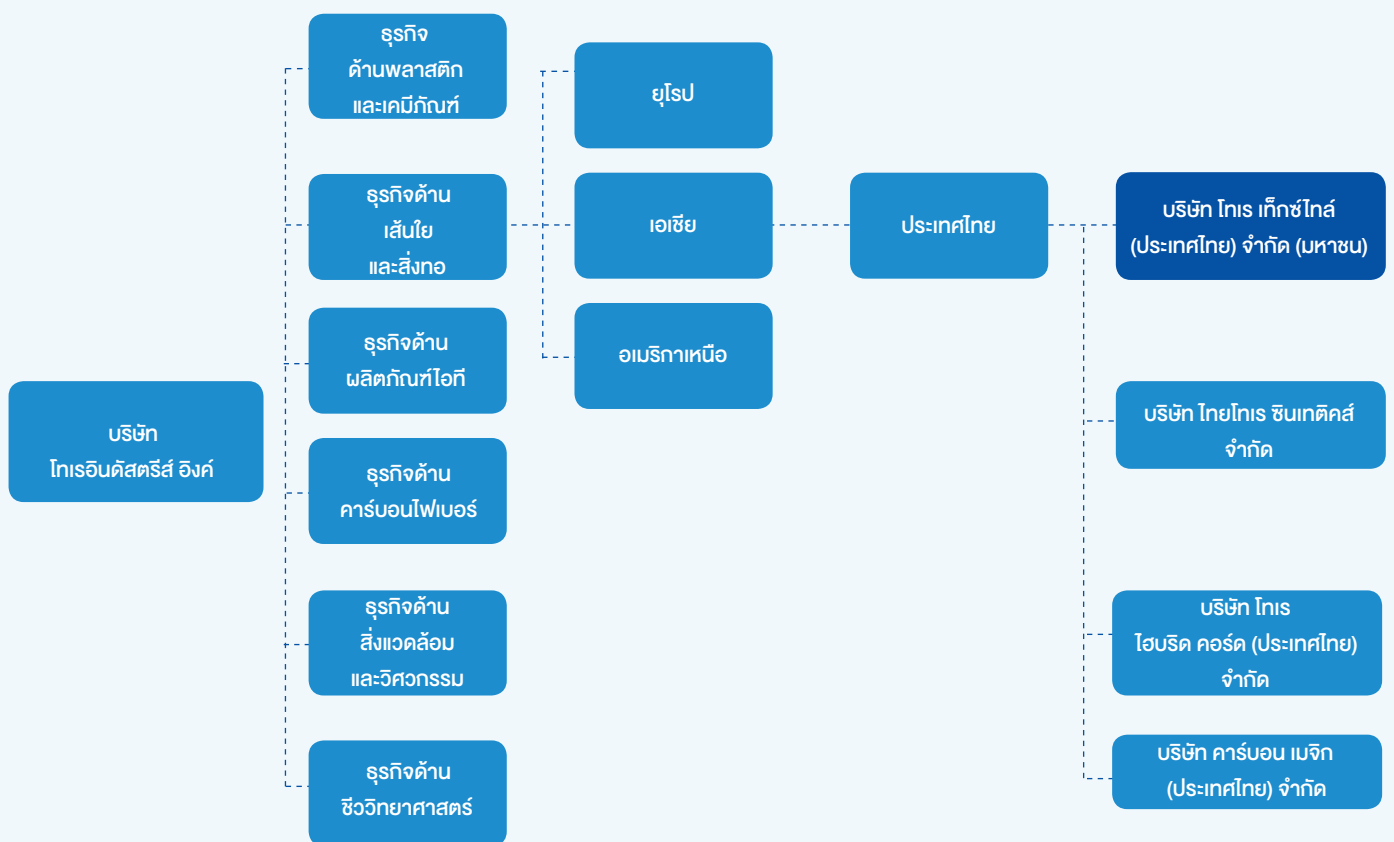 บริษัท
โทเรอินดัสตรีส์ อิงค์
ธุรกิจ
ด้านพลาสติก
และเคมีภัณฑ์
ธุรกิจด้าน
เส้นใย
และสิ่งทอ
ธุรกิจด้าน
ผลิตภัณฑ์ไอที
ธุรกิจด้าน
คาร์บอนไฟเบอร์
ธุรกิจด้าน
สิ่งแวดล้อม
และวิศวกรรม
ธุรกิจด้าน
ชีววิทยาศาสตร์
ยุโรป
เอเชีย
อเมริกาเหนือ
ประเทศไทย
บริษัท โทเร เท็กซ์ไทล์
(ประเทศไทย) จำกัด (มหาชน)
บริษัท ไทยโทเร ซินเทติคส์
จำกัด
บริษัท โทเร
ไฮบริด คอร์ด (ประเทศไทย)
จำกัด
บริษัท คาร์บอน เมจิก
(ประเทศไทย) จำกัด